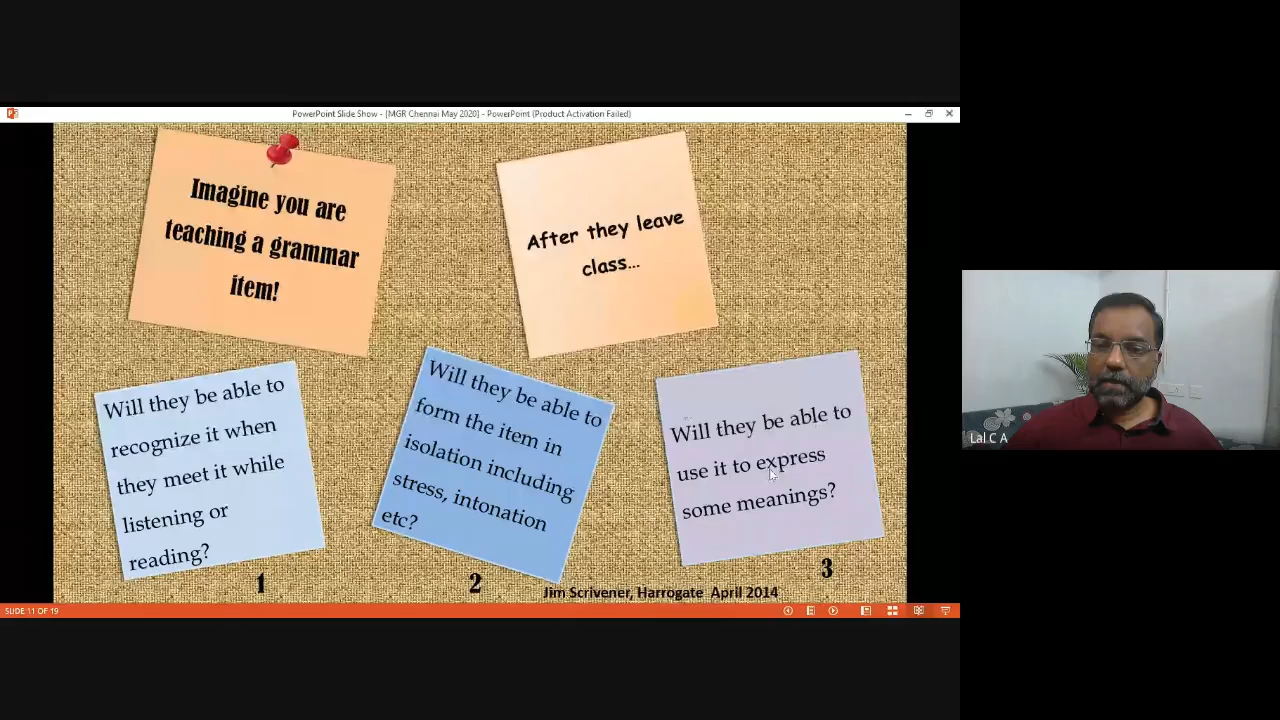 PowerPoint Slide Show - [MGR Chennai May 2020] - PowerPoint (Product Activation Failed)
Imagine you are
teaching a grammar
item!
After they leave
class...
Will they be able to
recognize it when
they meet it while
listening or
reading?
1
Will they be able to
form the item in
isolation including
stress, intonation
etc?
2
Will they be able to
use it to express
some meanings?
3
Jim Scrivener, Harrogate April 2014
SLIDE 11 OF 19
Lal C A